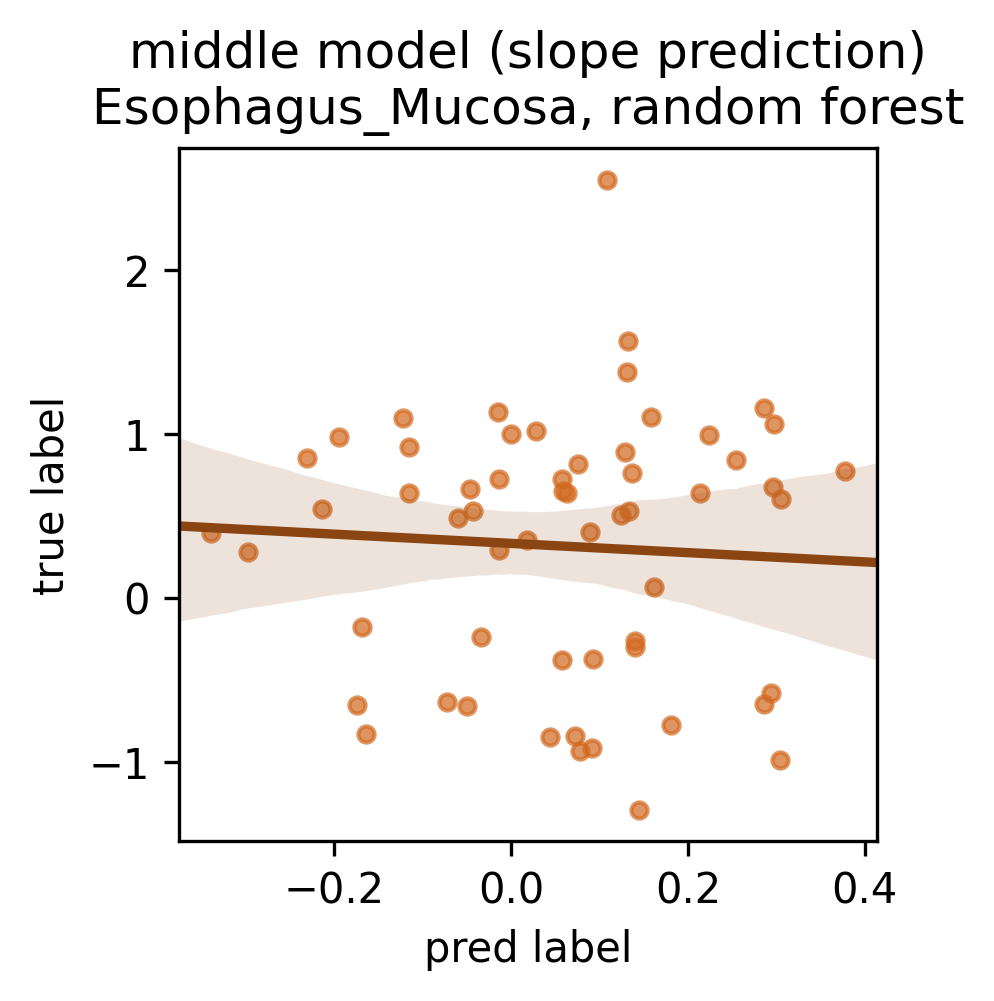 middle model (slope prediction)
Esophagus_Mucosa, random forest
2
1
0
−1
true label
−0.2 0.0 0.2 0.4
pred label